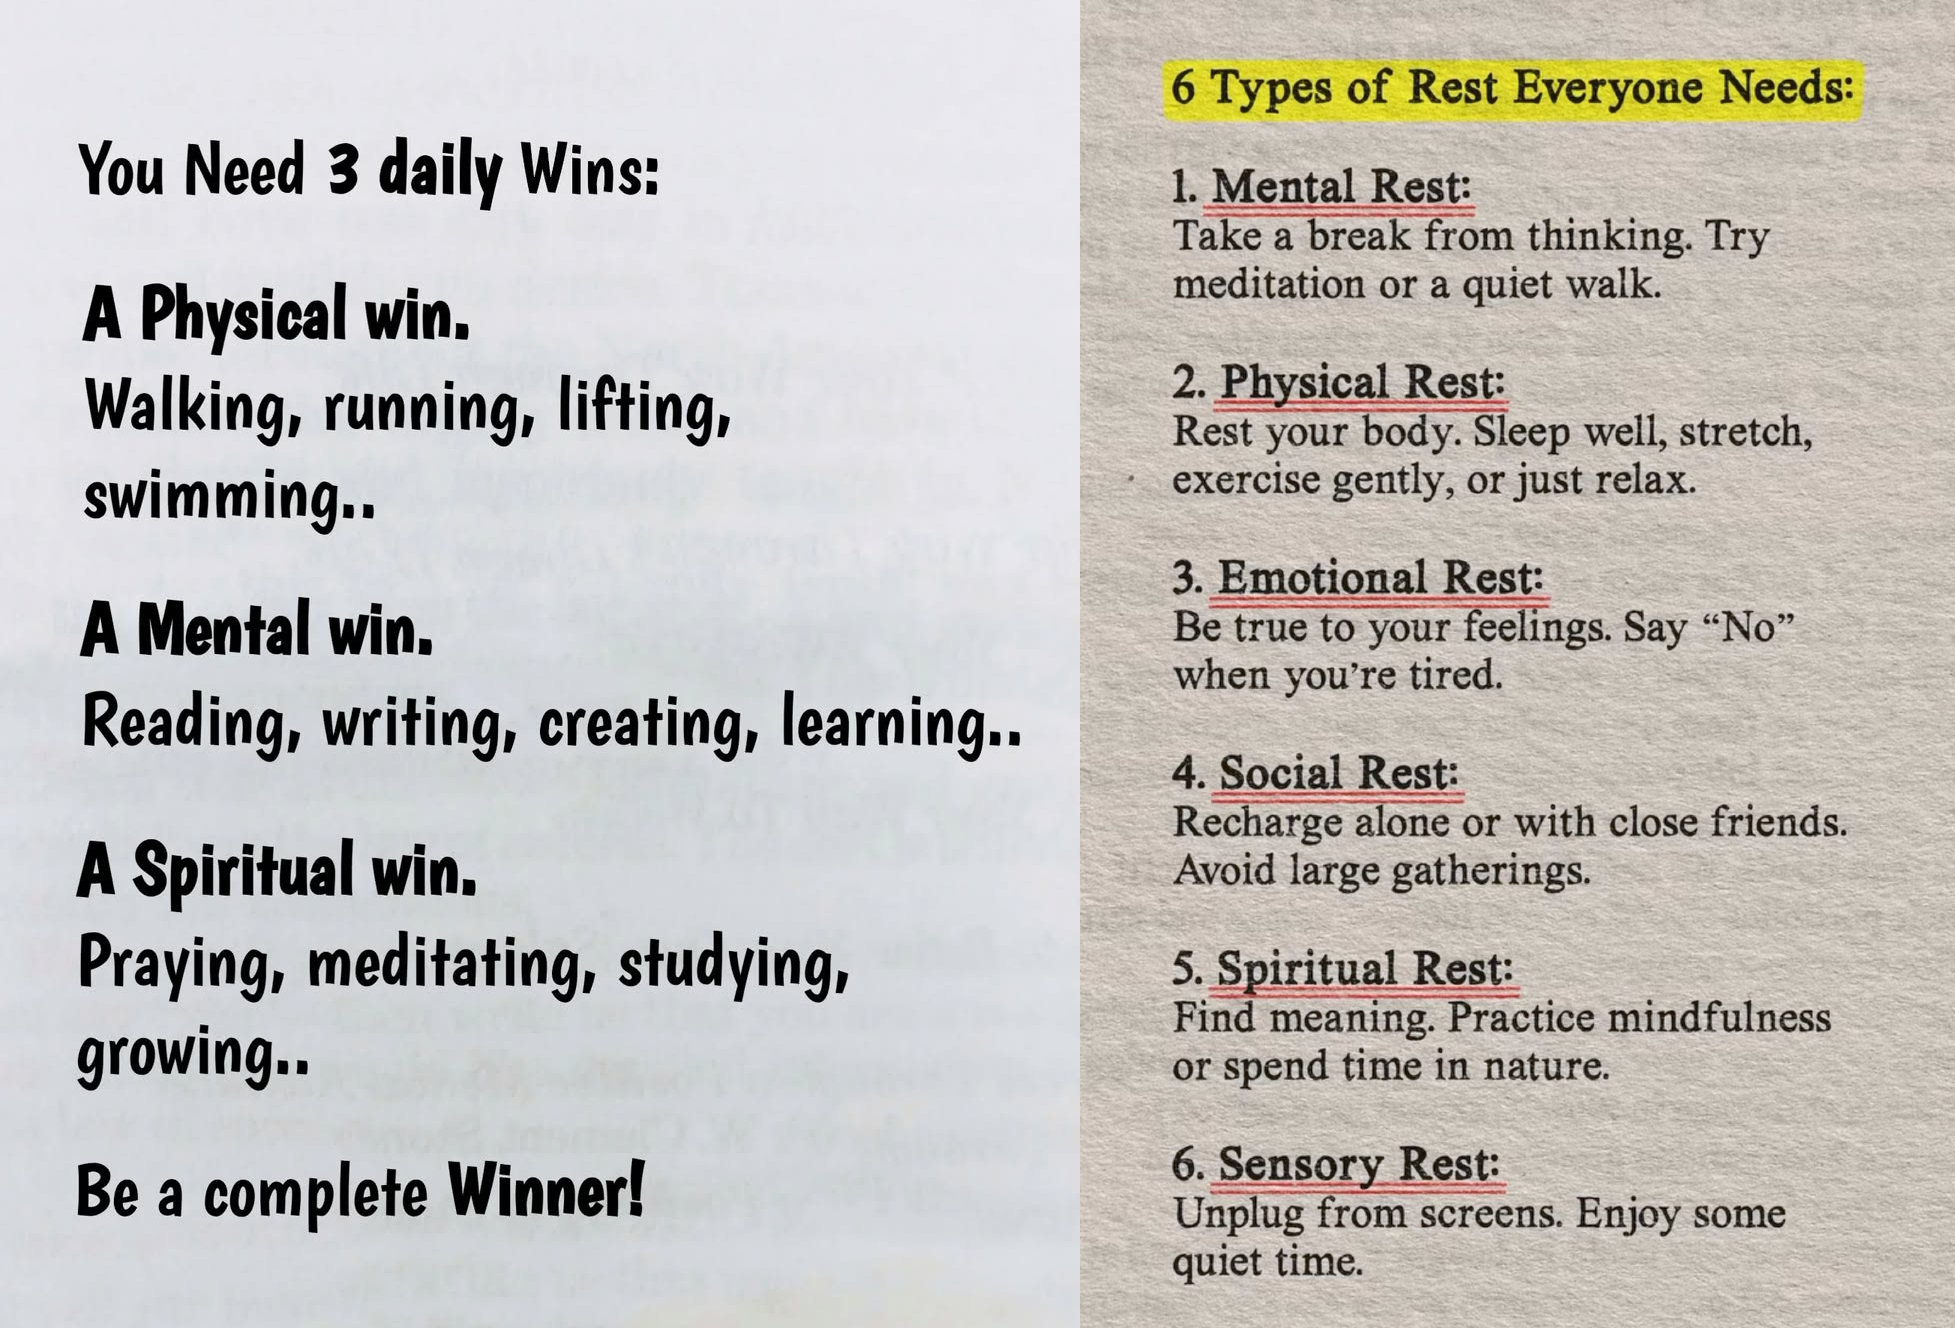 You Need 3 daily Wins:
A Physical win.
Walking, running, lifting,
swimming..
A Mental win.
Reading, writing, creating, learning..
A Spiritual win.
Praying, meditating, studying,
growing..
Be a complete Winner!
6 Types of Rest Everyone Needs:
1. Mental Rest:
Take a break from thinking. Try
meditation or a quiet walk.
2. Physical Rest:
Rest your body. Sleep well, stretch,
exercise gently, or just relax.
3. Emotional Rest:
Be true to your feelings. Say “No”
when you’re tired.
4. Social Rest:
Recharge alone or with close friends.
Avoid large gatherings.
5. Spiritual Rest:
Find meaning. Practice mindfulness
or spend time in nature.
6. Sensory Rest:
Unplug from screens. Enjoy some
quiet time.